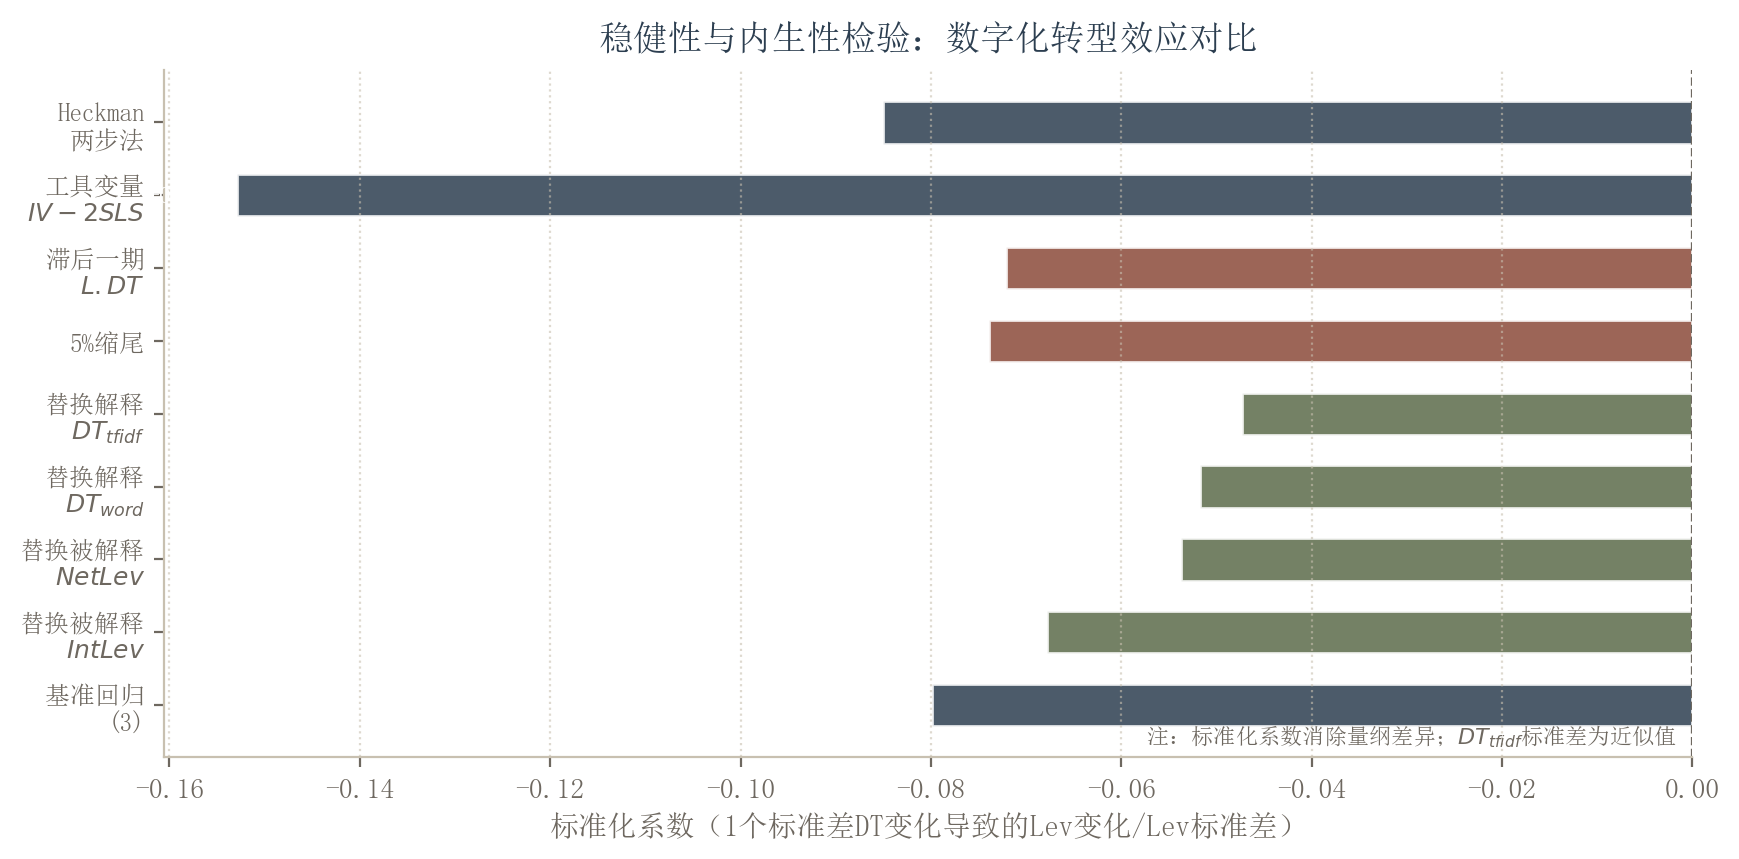 稳健性与内生性检验：数字化转型效应对比
Heckman
两步法
工具变量
IV − 2SLS
滞后一期
L. DT
5%缩尾
替换解释
DT_tfidf
替换解释
DT_word
替换被解释
NetLev
替换被解释
IntLev
基准回归
(3)
注：标准化系数消除量纲差异；DT_tfidf标准差为近似值
−0.16 −0.14 −0.12 −0.10 −0.08 −0.06 −0.04 −0.02 0.00
标准化系数（1个标准差DT变化导致的Lev变化/Lev标准差）